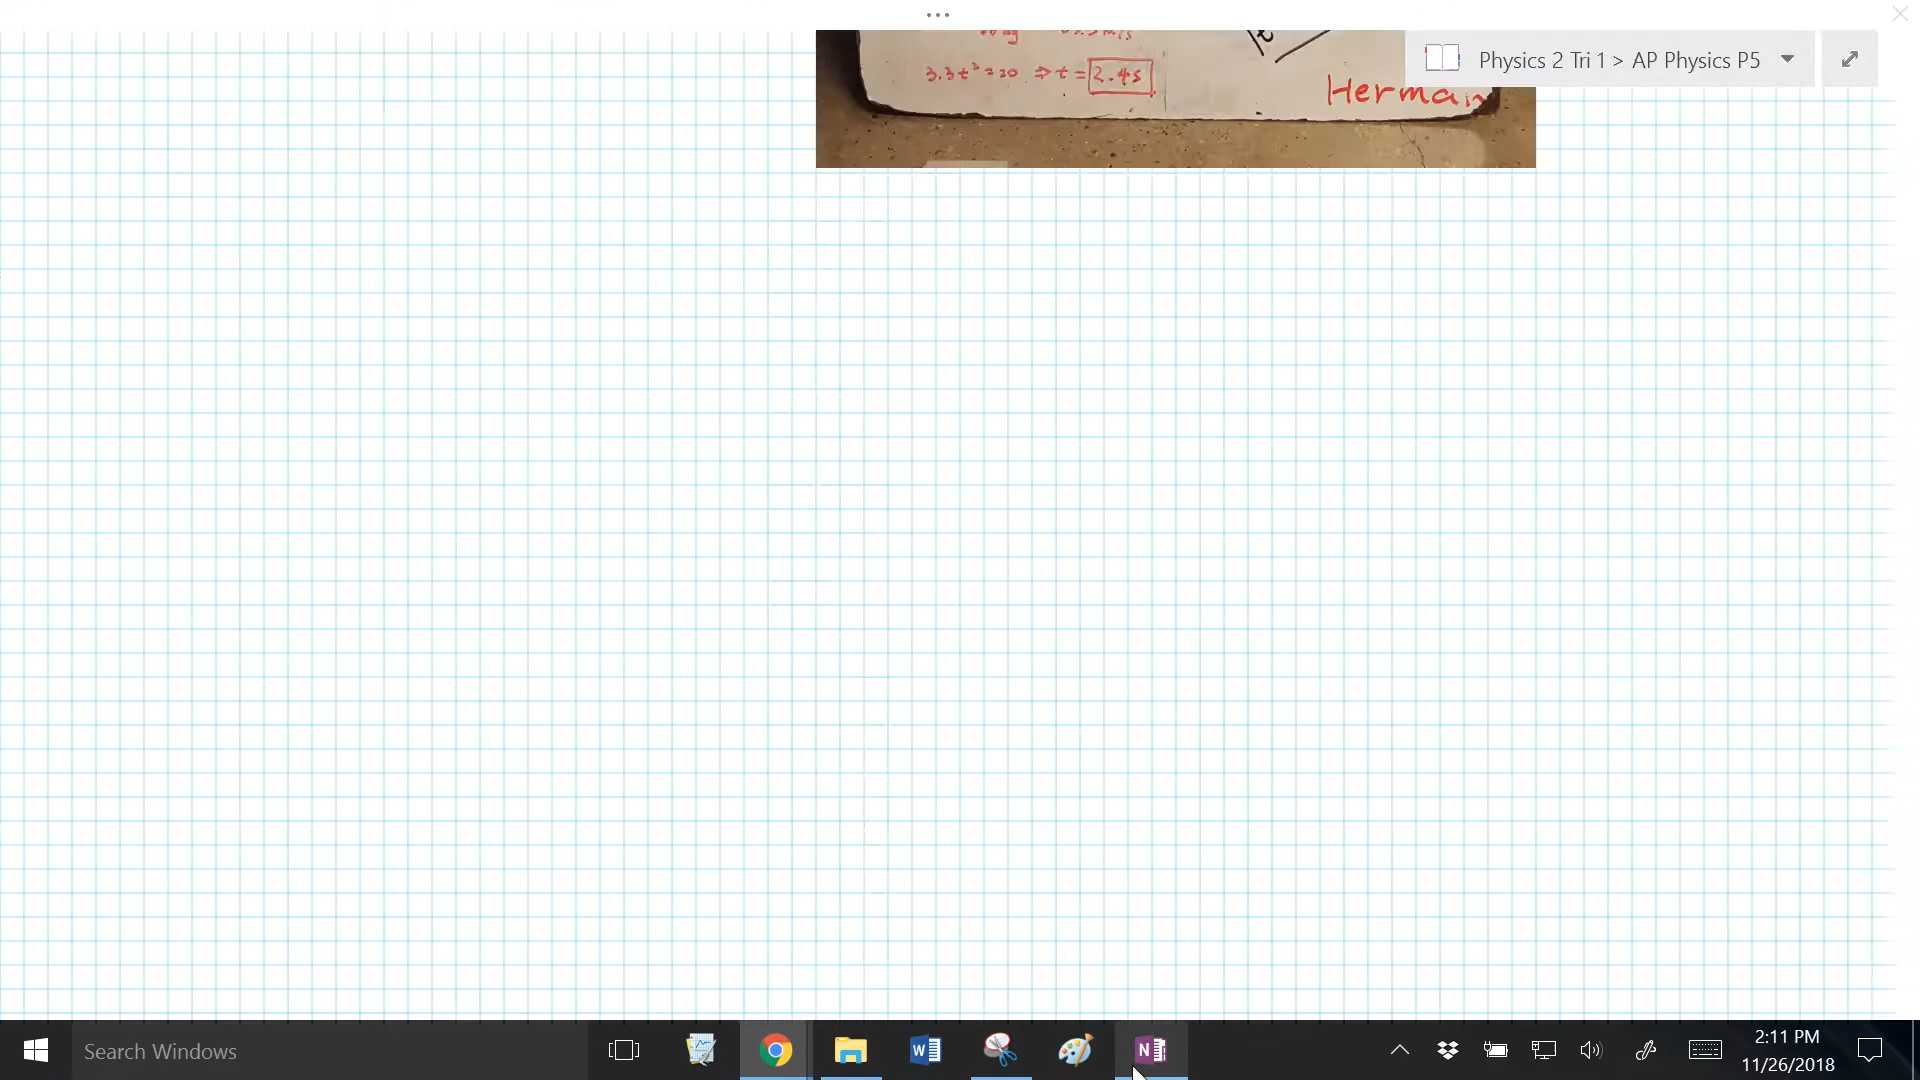 Physics 2 Tri 1 > AP Physics P5
3.3t² = 20 ⇒ t = 2.4s
Herman
Search Windows
2:11 PM
11/26/2018